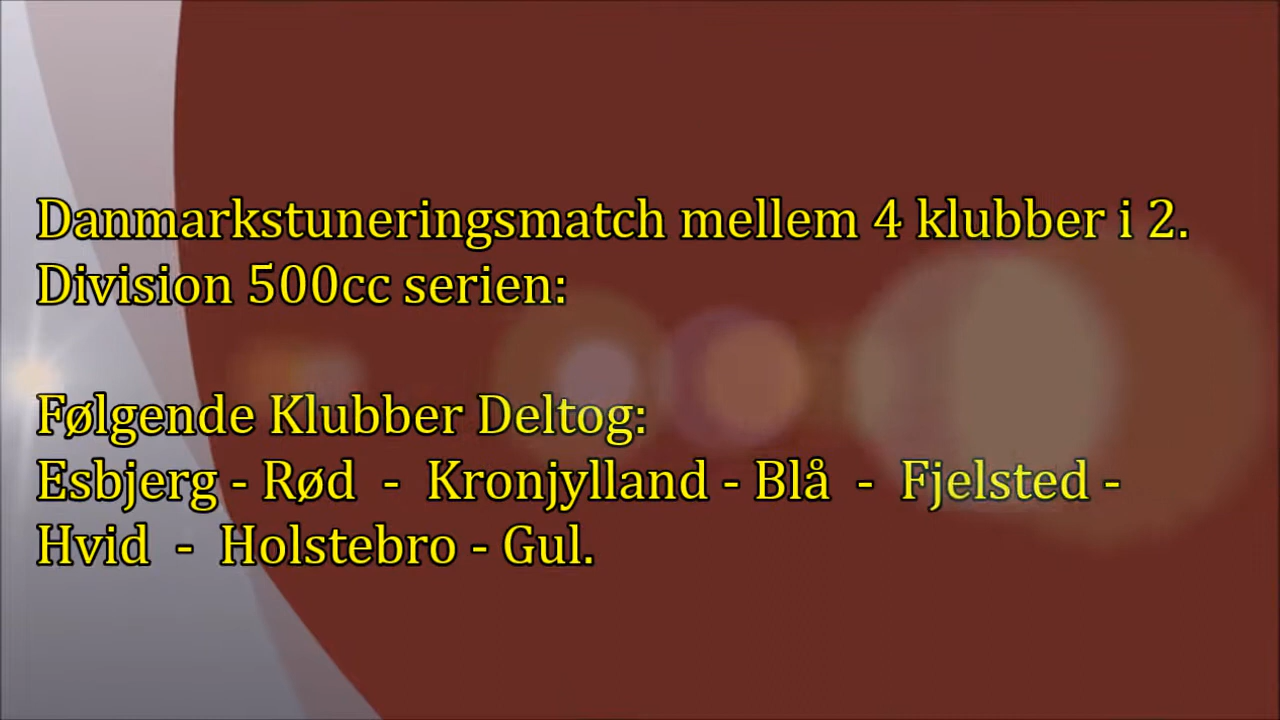 Danmarkstuneringsmatch mellem 4 klubber i 2.
Division 500cc serien:
Følgende Klubber Deltog:
Esbjerg - Rød - Kronjylland - Blå - Fjelsted -
Hvid - Holstebro - Gul.